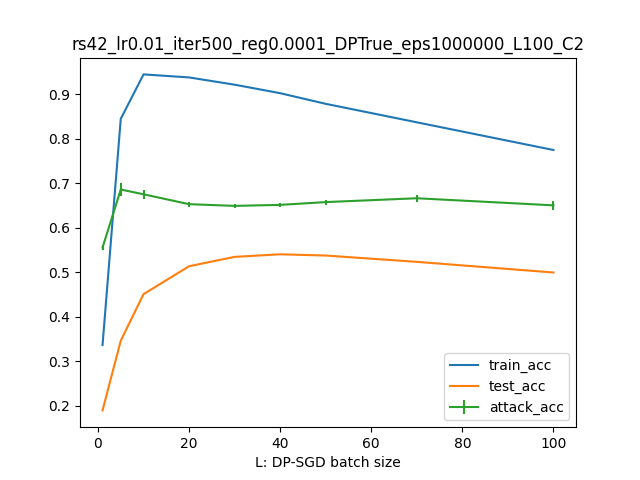 rs42_lr0.01_iter500_reg0.0001_DPTrue_eps1000000_L100_C2
0.9
0.8
0.7
0.6
0.5
0.4
0.3
0.2
train_acc
test_acc
attack_acc
0 20 40 60 80 100
L: DP-SGD batch size